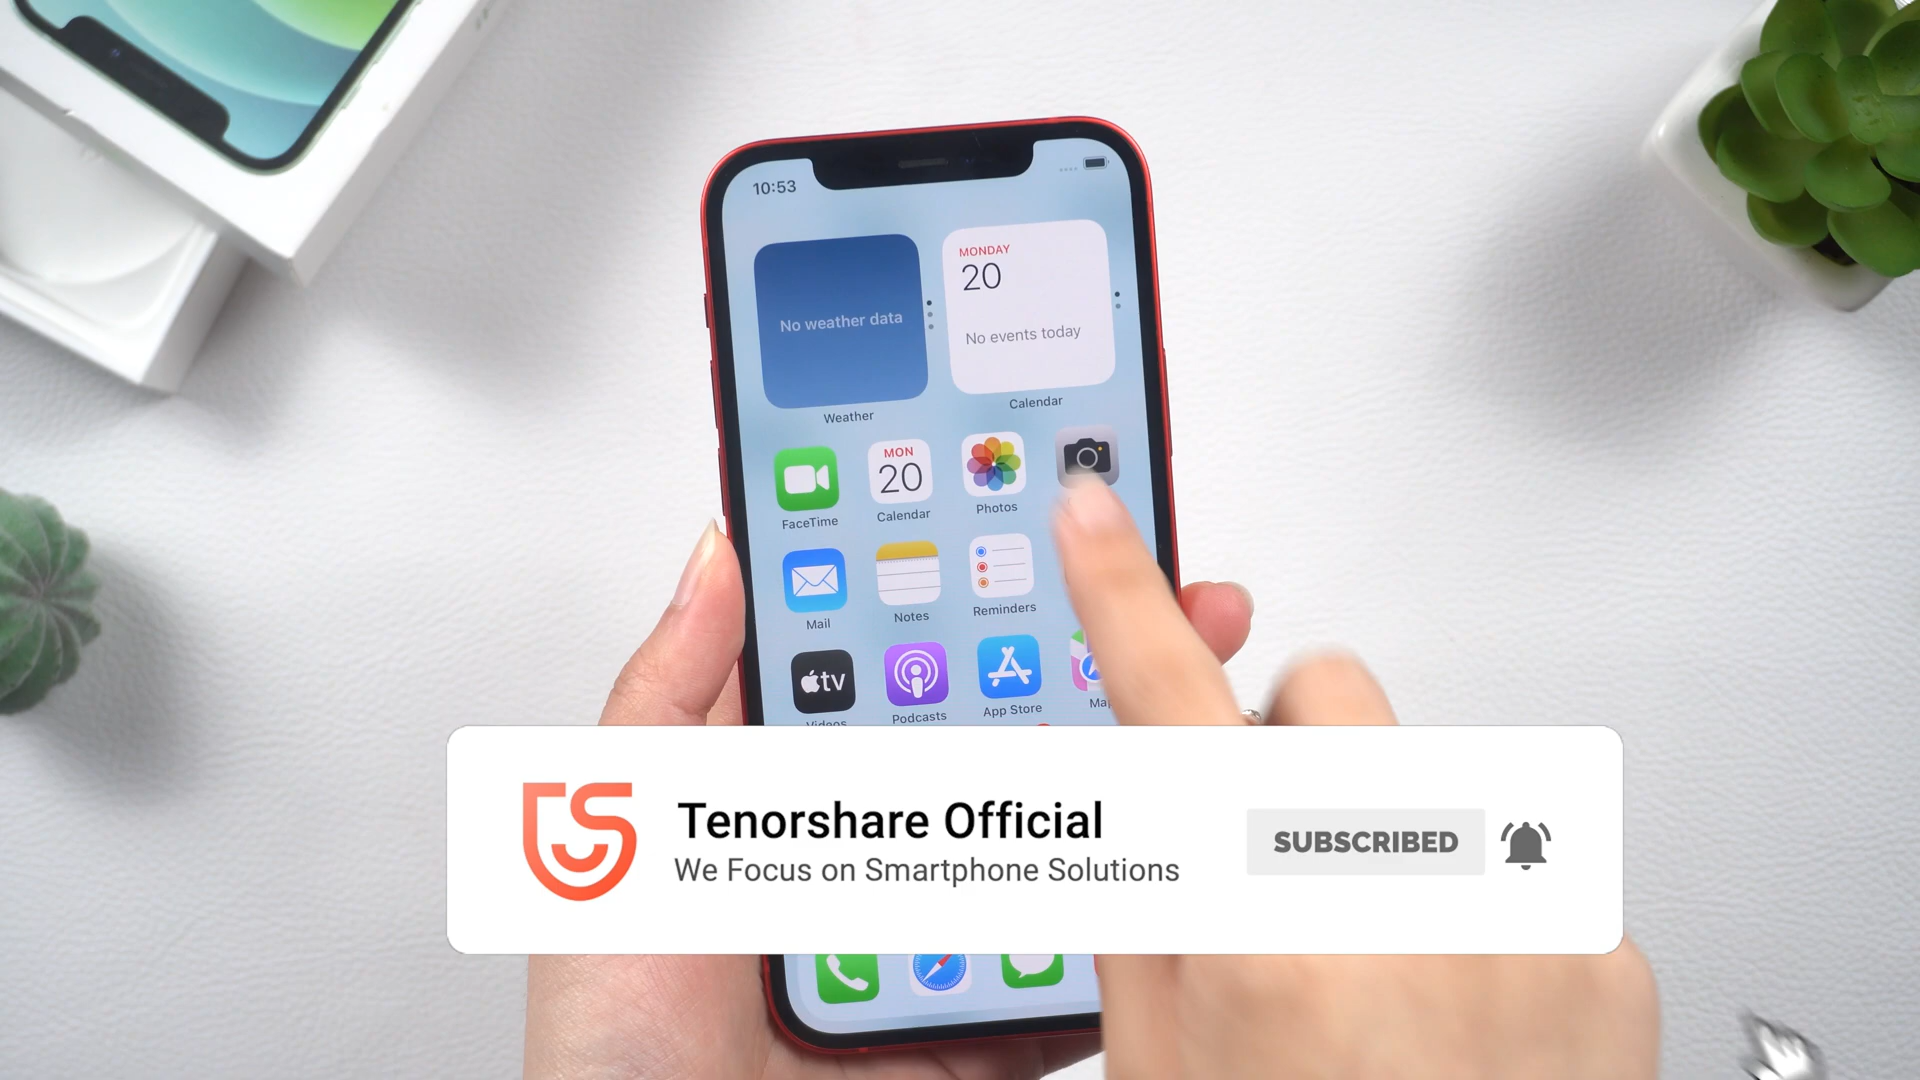 10:53
No weather data
MONDAY
20
No events today
Weather
Calendar
MON
20
FaceTime
Calendar
Photos
Mail
Notes
Reminders
tv
Videos
Podcasts
App Store
Tenorshare Official
We Focus on Smartphone Solutions
SUBSCRIBED